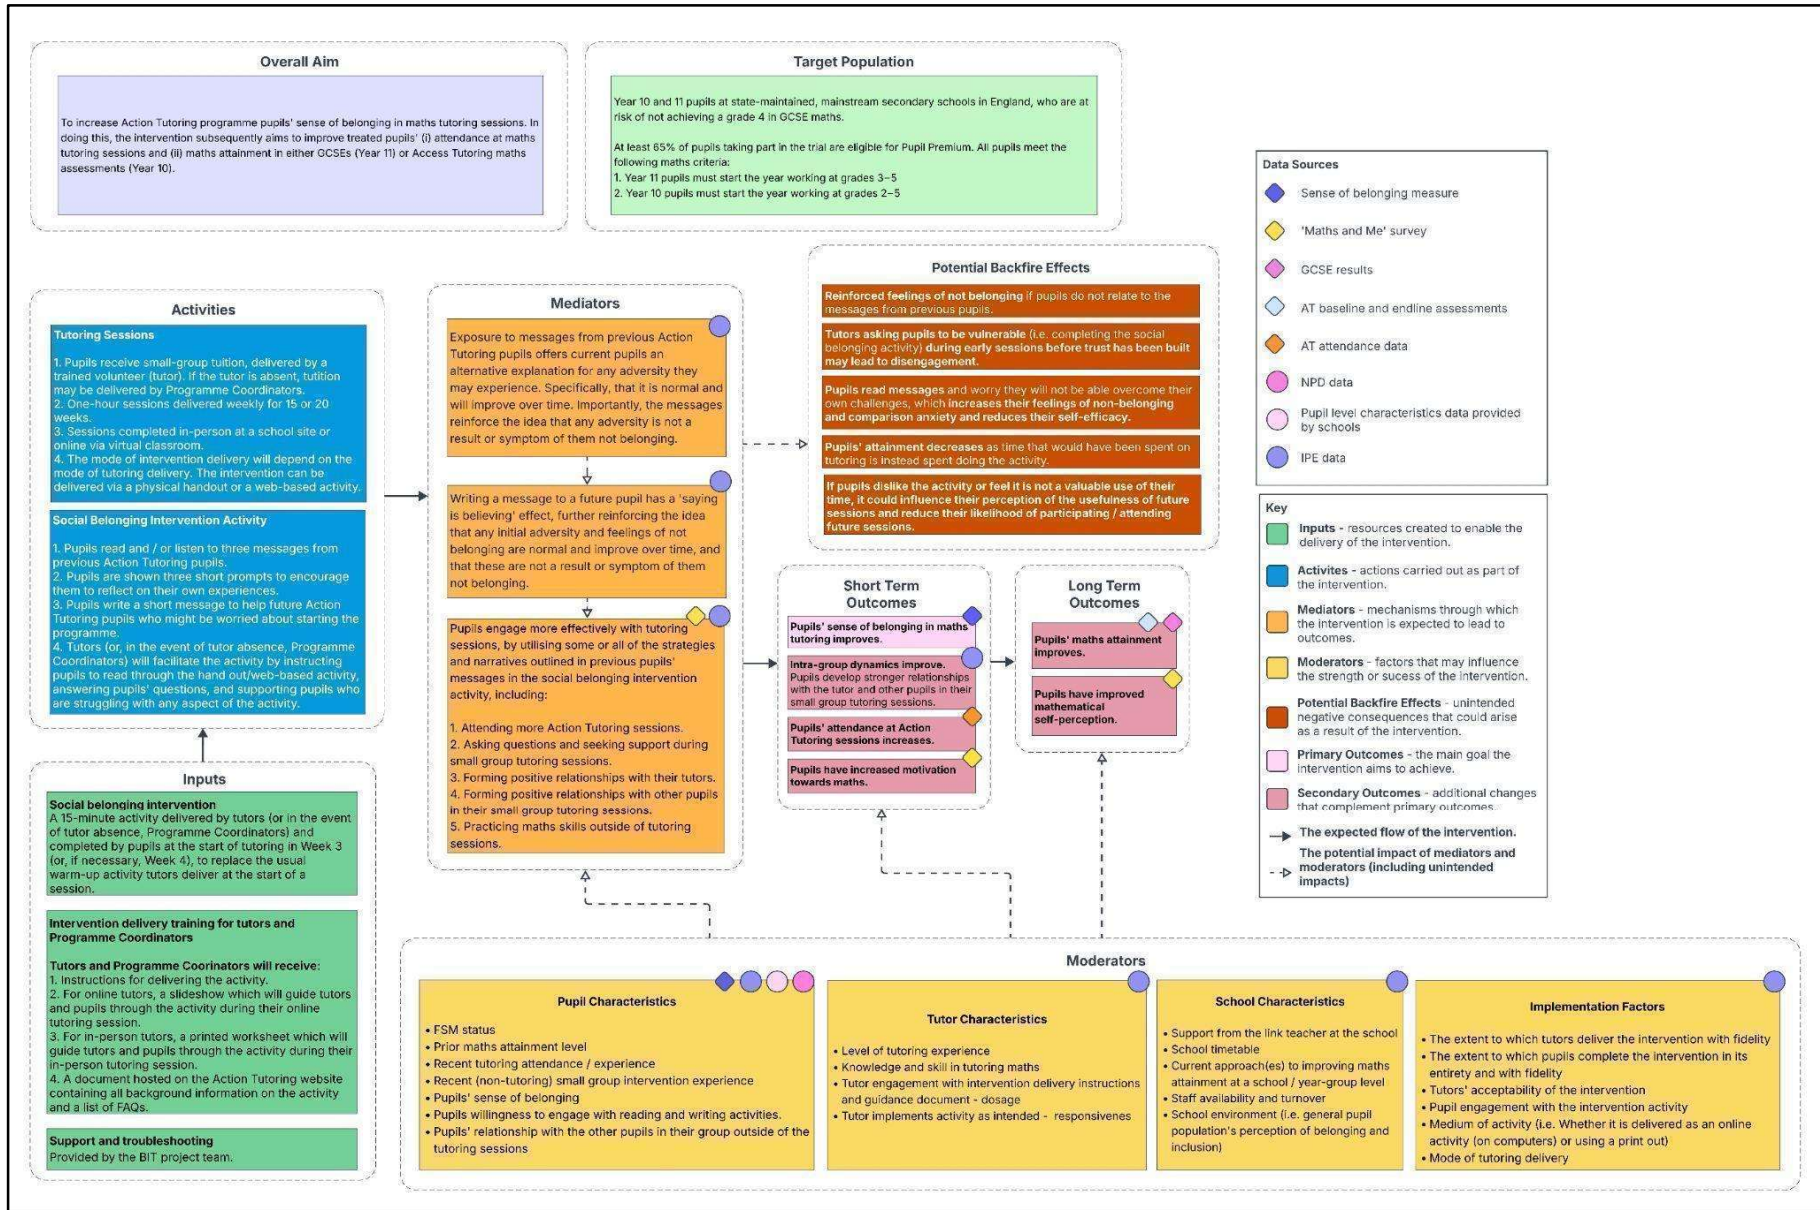 Overall Aim
To increase Action Tutoring programme pupils' sense of belonging in maths tutoring sessions. In
doing this, the intervention subsequently aims to improve treated pupils' (i) attendance at maths
tutoring sessions and (ii) maths attainment in either GCSEs (Year 11) or Access Tutoring maths
assessments (Year 10).
Target Population
Year 10 and 11 pupils at state-maintained, mainstream secondary schools in England, who are at
risk of not achieving a grade 4 in GCSE maths.
At least 65% of pupils taking part in the trial are eligible for Pupil Premium. All pupils meet the
following maths criteria:
1. Year 11 pupils must start the year working at grades 3–5
2. Year 10 pupils must start the year working at grades 2–5
Activities
Tutoring Sessions
1. Pupils receive small-group tuition, delivered by a
trained volunteer (tutor). If the tutor is absent, tutition
may be delivered by Programme Coordinators.
2. One-hour sessions delivered weekly for 15 or 20
weeks.
3. Sessions completed in-person at a school site or
online via virtual classroom.
4. The mode of intervention delivery will depend on the
mode of tutoring delivery. The intervention can be
delivered via a physical handout or a web-based activity.
Social Belonging Intervention Activity
1. Pupils read and / or listen to three messages from
previous Action Tutoring pupils.
2. Pupils are shown three short prompts to encourage
them to reflect on their own experiences.
3. Pupils write a short message to help future Action
Tutoring pupils who might be worried about starting the
programme.
4. Tutors (or, in the event of tutor absence, Programme
Coordinators) will facilitate the activity by instructing
pupils to read through the hand out/web-based activity,
answering pupils' questions, and supporting pupils who
are struggling with any aspect of the activity.
Inputs
Social belonging intervention
A 15-minute activity delivered by tutors (or in the event
of tutor absence, Programme Coordinators) and
completed by pupils at the start of tutoring in Week 3
(or, if necessary, Week 4), to replace the usual
warm-up activity tutors deliver at the start of a
session.
Intervention delivery training for tutors and
Programme Coordinators
Tutors and Programme Coorinators will receive:
1. Instructions for delivering the activity.
2. For online tutors, a slideshow which will guide tutors
and pupils through the activity during their online
tutoring session.
3. For in-person tutors, a printed worksheet which will
guide tutors and pupils through the activity during their
in-person tutoring session.
4. A document hosted on the Action Tutoring website
containing all background information on the activity
and a list of FAQs.
Support and troubleshooting
Provided by the BIT project team.
Mediators
Exposure to messages from previous Action
Tutoring pupils offers current pupils an
alternative explanation for any adversity they
may experience. Specifically, that it is normal and
will improve over time. Importantly, the messages
reinforce the idea that any adversity is not a
result or symptom of them not belonging.
Writing a message to a future pupil has a 'saying
is believing' effect, further reinforcing the idea
that any initial adversity and feelings of not
belonging are normal and improve over time, and
that these are not a result or symptom of them
not belonging.
Pupils engage more effectively with tutoring
sessions, by utilising some or all of the strategies
and narratives outlined in previous pupils'
messages in the social belonging intervention
activity, including:
1. Attending more Action Tutoring sessions.
2. Asking questions and seeking support during
small group tutoring sessions.
3. Forming positive relationships with their tutors.
4. Forming positive relationships with other pupils
in their small group tutoring sessions.
5. Practicing maths skills outside of tutoring
sessions.
Potential Backfire Effects
Reinforced feelings of not belonging if pupils do not relate to the
messages from previous pupils.
Tutors asking pupils to be vulnerable (i.e. completing the social
belonging activity) during early sessions before trust has been built
may lead to disengagement.
Pupils read messages and worry they will not be able overcome their
own challenges, which increases their feelings of non-belonging
and comparison anxiety and reduces their self-efficacy.
Pupils' attainment decreases as time that would have been spent on
tutoring is instead spent doing the activity.
If pupils dislike the activity or feel it is not a valuable use of their
time, it could influence their perception of the usefulness of future
sessions and reduce their likelihood of participating / attending
future sessions.
Short Term
Outcomes
Pupils' sense of belonging in maths
tutoring improves.
Intra-group dynamics improve.
Pupils develop stronger relationships
with the tutor and other pupils in their
small group tutoring sessions.
Pupils' attendance at Action
Tutoring sessions increases.
Pupils have increased motivation
towards maths.
Long Term
Outcomes
Pupils' maths attainment
improves.
Pupils have improved
mathematical
self-perception.
Data Sources
Sense of belonging measure
'Maths and Me' survey
GCSE results
AT baseline and endline assessments
AT attendance data
NPD data
Pupil level characteristics data provided
by schools
IPE data
Key
Inputs - resources created to enable the
delivery of the intervention.
Activites - actions carried out as part of
the intervention.
Mediators - mechanisms through which
the intervention is expected to lead to
outcomes.
Moderators - factors that may influence
the strength or sucess of the intervention.
Potential Backfire Effects - unintended
negative consequences that could arise
as a result of the intervention.
Primary Outcomes - the main goal the
intervention aims to achieve.
Secondary Outcomes - additional changes
that complement primary outcomes.
The expected flow of the intervention.
The potential impact of mediators and
moderators (including unintended
impacts)
Moderators
Pupil Characteristics
• FSM status
• Prior maths attainment level
• Recent tutoring attendance / experience
• Recent (non-tutoring) small group intervention experience
• Pupils' sense of belonging
• Pupils willingness to engage with reading and writing activities.
• Pupils' relationship with the other pupils in their group outside of the
tutoring sessions
Tutor Characteristics
• Level of tutoring experience
• Knowledge and skill in tutoring maths
• Tutor engagement with intervention delivery instructions
and guidance document - dosage
• Tutor implements activity as intended - responsivenes
School Characteristics
• Support from the link teacher at the school
• School timetable
• Current approach(es) to improving maths
attainment at a school / year-group level
• Staff availability and turnover
• School environment (i.e. general pupil
population's perception of belonging and
inclusion)
Implementation Factors
• The extent to which tutors deliver the intervention with fidelity
• The extent to which pupils complete the intervention in its
entirety and with fidelity
• Tutors' acceptability of the intervention
• Pupil engagement with the intervention activity
• Medium of activity (i.e. Whether it is delivered as an online
activity (on computers) or using a print out)
• Mode of tutoring delivery